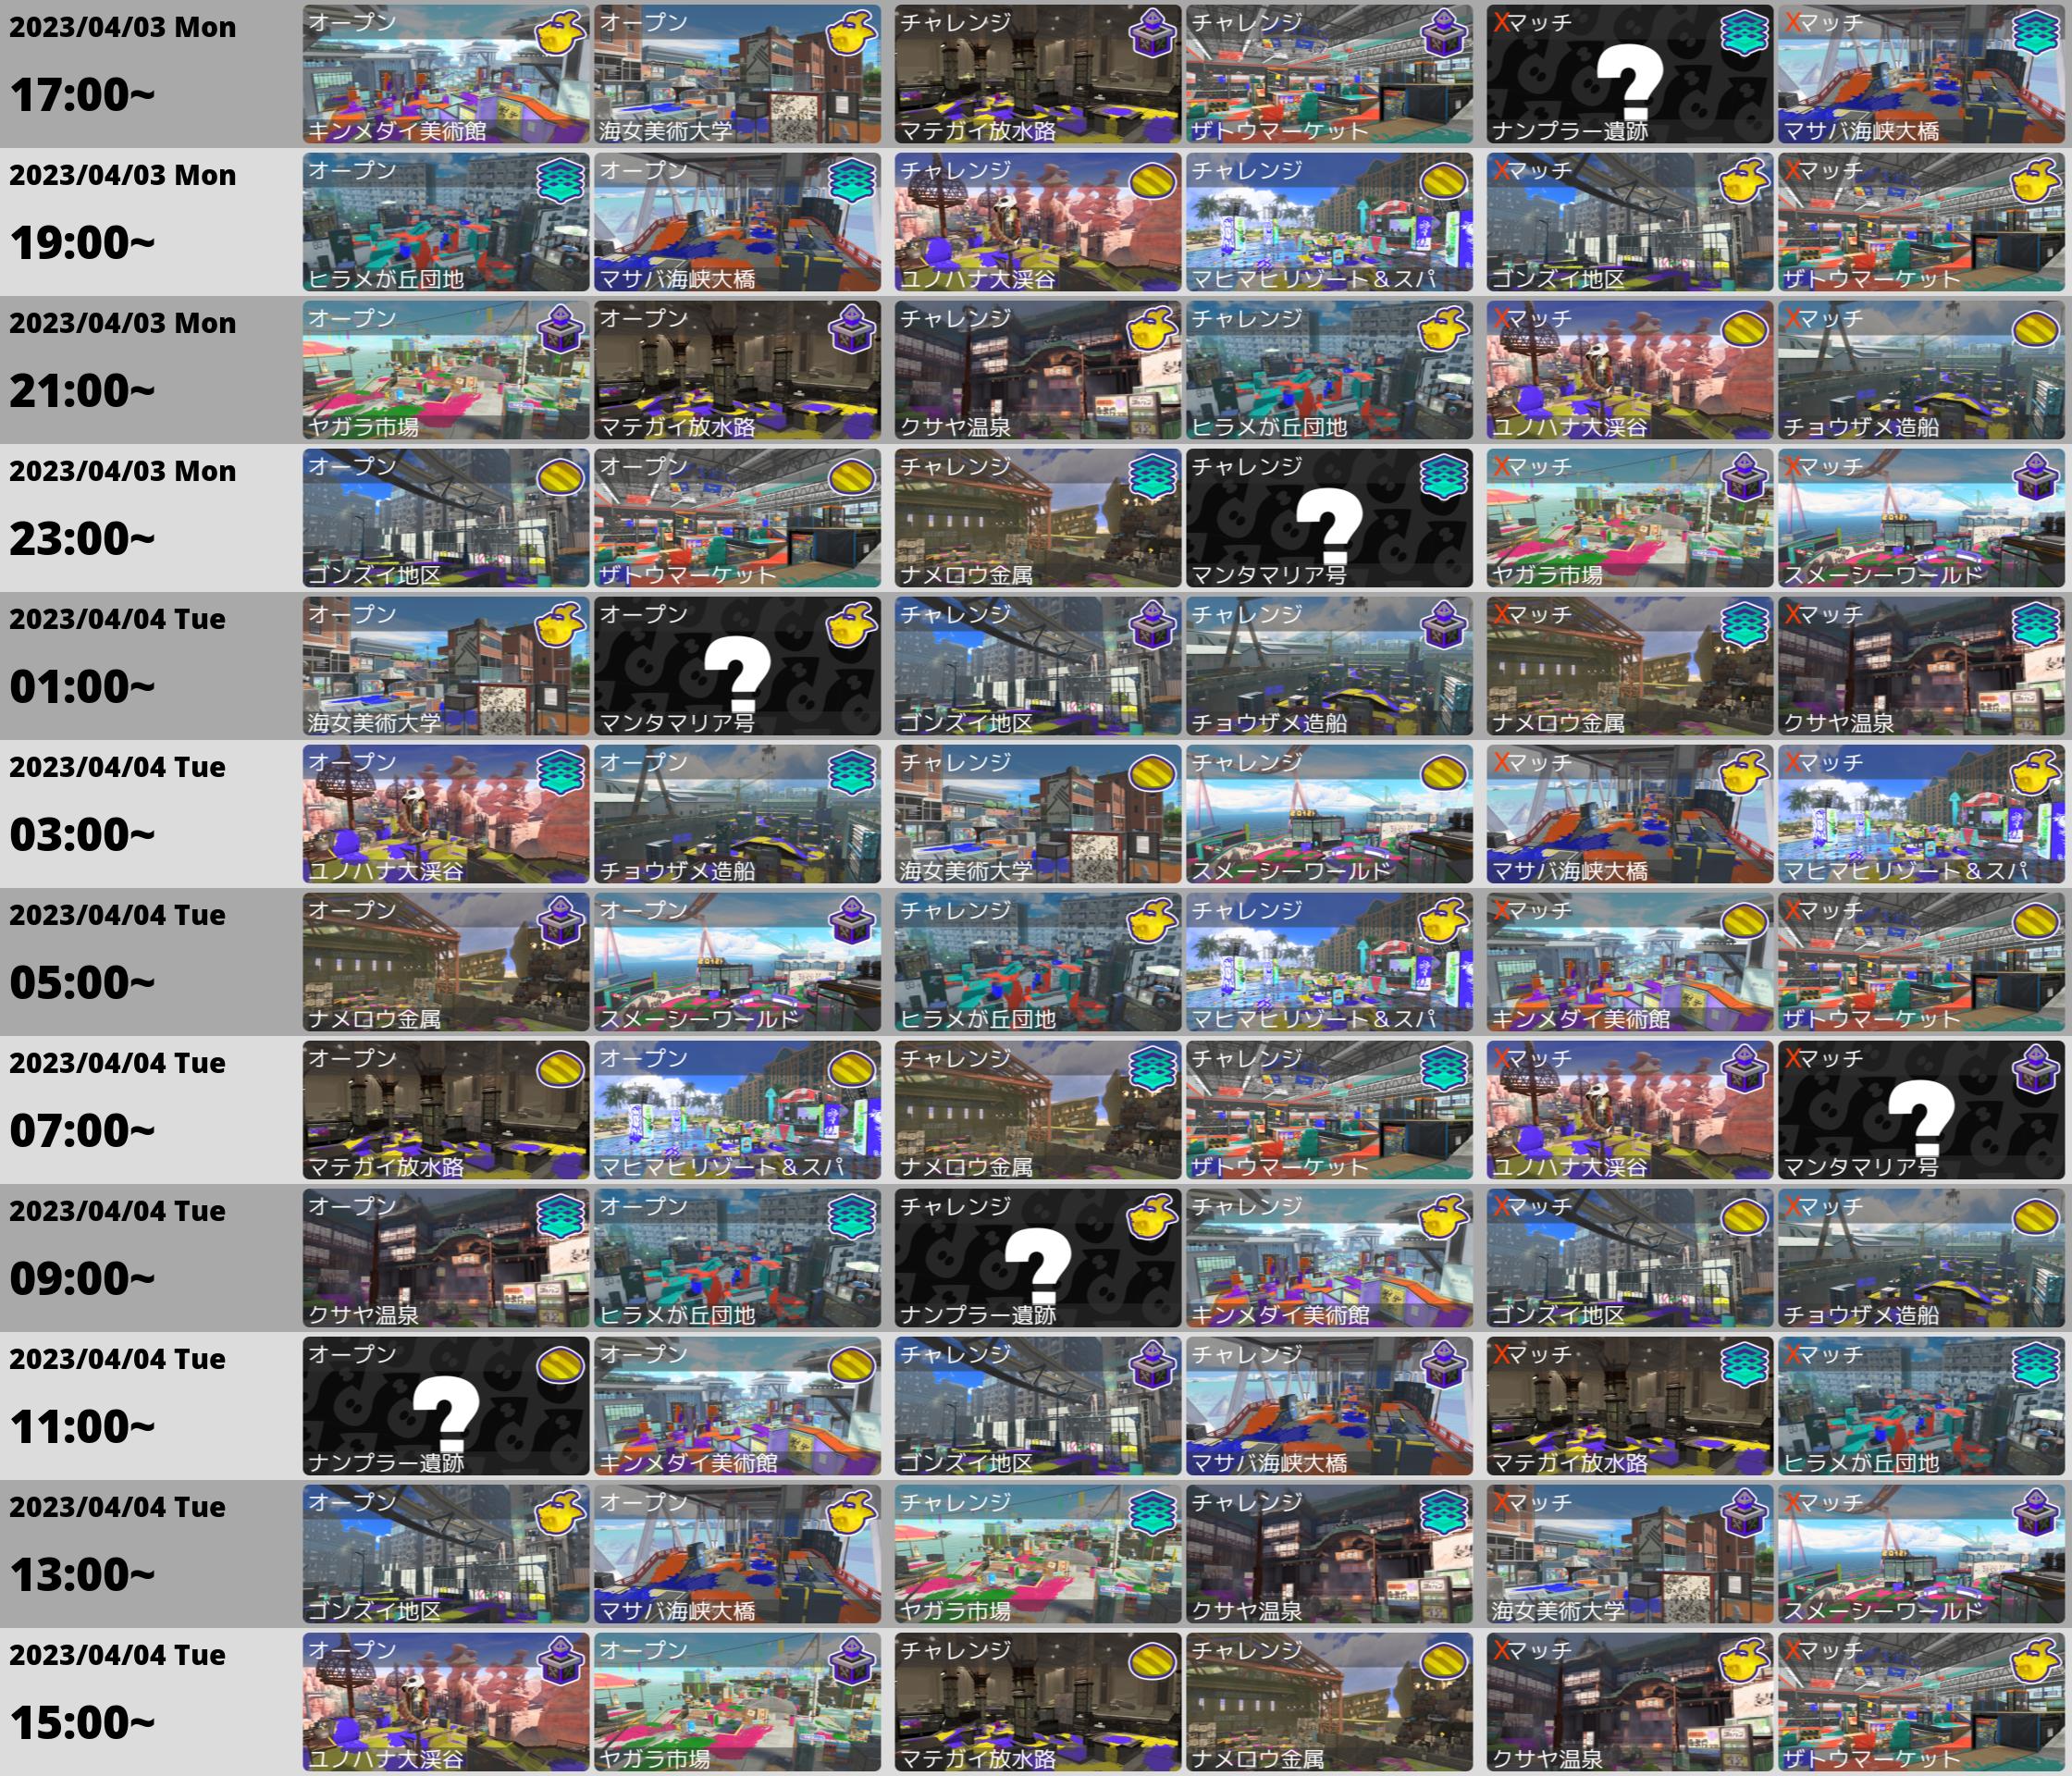 2023/04/03 Mon
17:00~
オープン
キンメダイ美術館
オープン
海女美術大学
チャレンジ
マテガイ放水路
チャレンジ
ザトウマーケット
Xマッチ
ナンプラー遺跡
Xマッチ
マサバ海峡大橋
2023/04/03 Mon
19:00~
オープン
ヒラメが丘団地
オープン
マサバ海峡大橋
チャレンジ
ユノハナ大渓谷
チャレンジ
マヒマヒリゾート＆スパ
Xマッチ
ゴンズイ地区
Xマッチ
ザトウマーケット
2023/04/03 Mon
21:00~
オープン
ヤガラ市場
オープン
マテガイ放水路
チャレンジ
クサヤ温泉
チャレンジ
ヒラメが丘団地
Xマッチ
ユノハナ大渓谷
Xマッチ
チョウザメ造船
2023/04/03 Mon
23:00~
オープン
ゴンズイ地区
オープン
ザトウマーケット
チャレンジ
ナメロウ金属
チャレンジ
マンタマリア号
Xマッチ
ヤガラ市場
Xマッチ
スメーシーワールド
2023/04/04 Tue
01:00~
オープン
海女美術大学
オープン
マンタマリア号
チャレンジ
ゴンズイ地区
チャレンジ
チョウザメ造船
Xマッチ
ナメロウ金属
Xマッチ
クサヤ温泉
2023/04/04 Tue
03:00~
オープン
ユノハナ大渓谷
オープン
チョウザメ造船
チャレンジ
海女美術大学
チャレンジ
スメーシーワールド
Xマッチ
マサバ海峡大橋
Xマッチ
マヒマヒリゾート＆スパ
2023/04/04 Tue
05:00~
オープン
ナメロウ金属
オープン
スメーシーワールド
チャレンジ
ヒラメが丘団地
チャレンジ
マヒマヒリゾート＆スパ
Xマッチ
キンメダイ美術館
Xマッチ
ザトウマーケット
2023/04/04 Tue
07:00~
オープン
マテガイ放水路
オープン
マヒマヒリゾート＆スパ
チャレンジ
ナメロウ金属
チャレンジ
ザトウマーケット
Xマッチ
ユノハナ大渓谷
Xマッチ
マンタマリア号
2023/04/04 Tue
09:00~
オープン
クサヤ温泉
オープン
ヒラメが丘団地
チャレンジ
ナンプラー遺跡
チャレンジ
キンメダイ美術館
Xマッチ
ゴンズイ地区
Xマッチ
チョウザメ造船
2023/04/04 Tue
11:00~
オープン
ナンプラー遺跡
オープン
キンメダイ美術館
チャレンジ
ゴンズイ地区
チャレンジ
マサバ海峡大橋
Xマッチ
マテガイ放水路
Xマッチ
ヒラメが丘団地
2023/04/04 Tue
13:00~
オープン
ゴンズイ地区
オープン
マサバ海峡大橋
チャレンジ
ヤガラ市場
チャレンジ
クサヤ温泉
Xマッチ
海女美術大学
Xマッチ
スメーシーワールド
2023/04/04 Tue
15:00~
オープン
ユノハナ大渓谷
オープン
ヤガラ市場
チャレンジ
マテガイ放水路
チャレンジ
ナメロウ金属
Xマッチ
クサヤ温泉
Xマッチ
ザトウマーケット